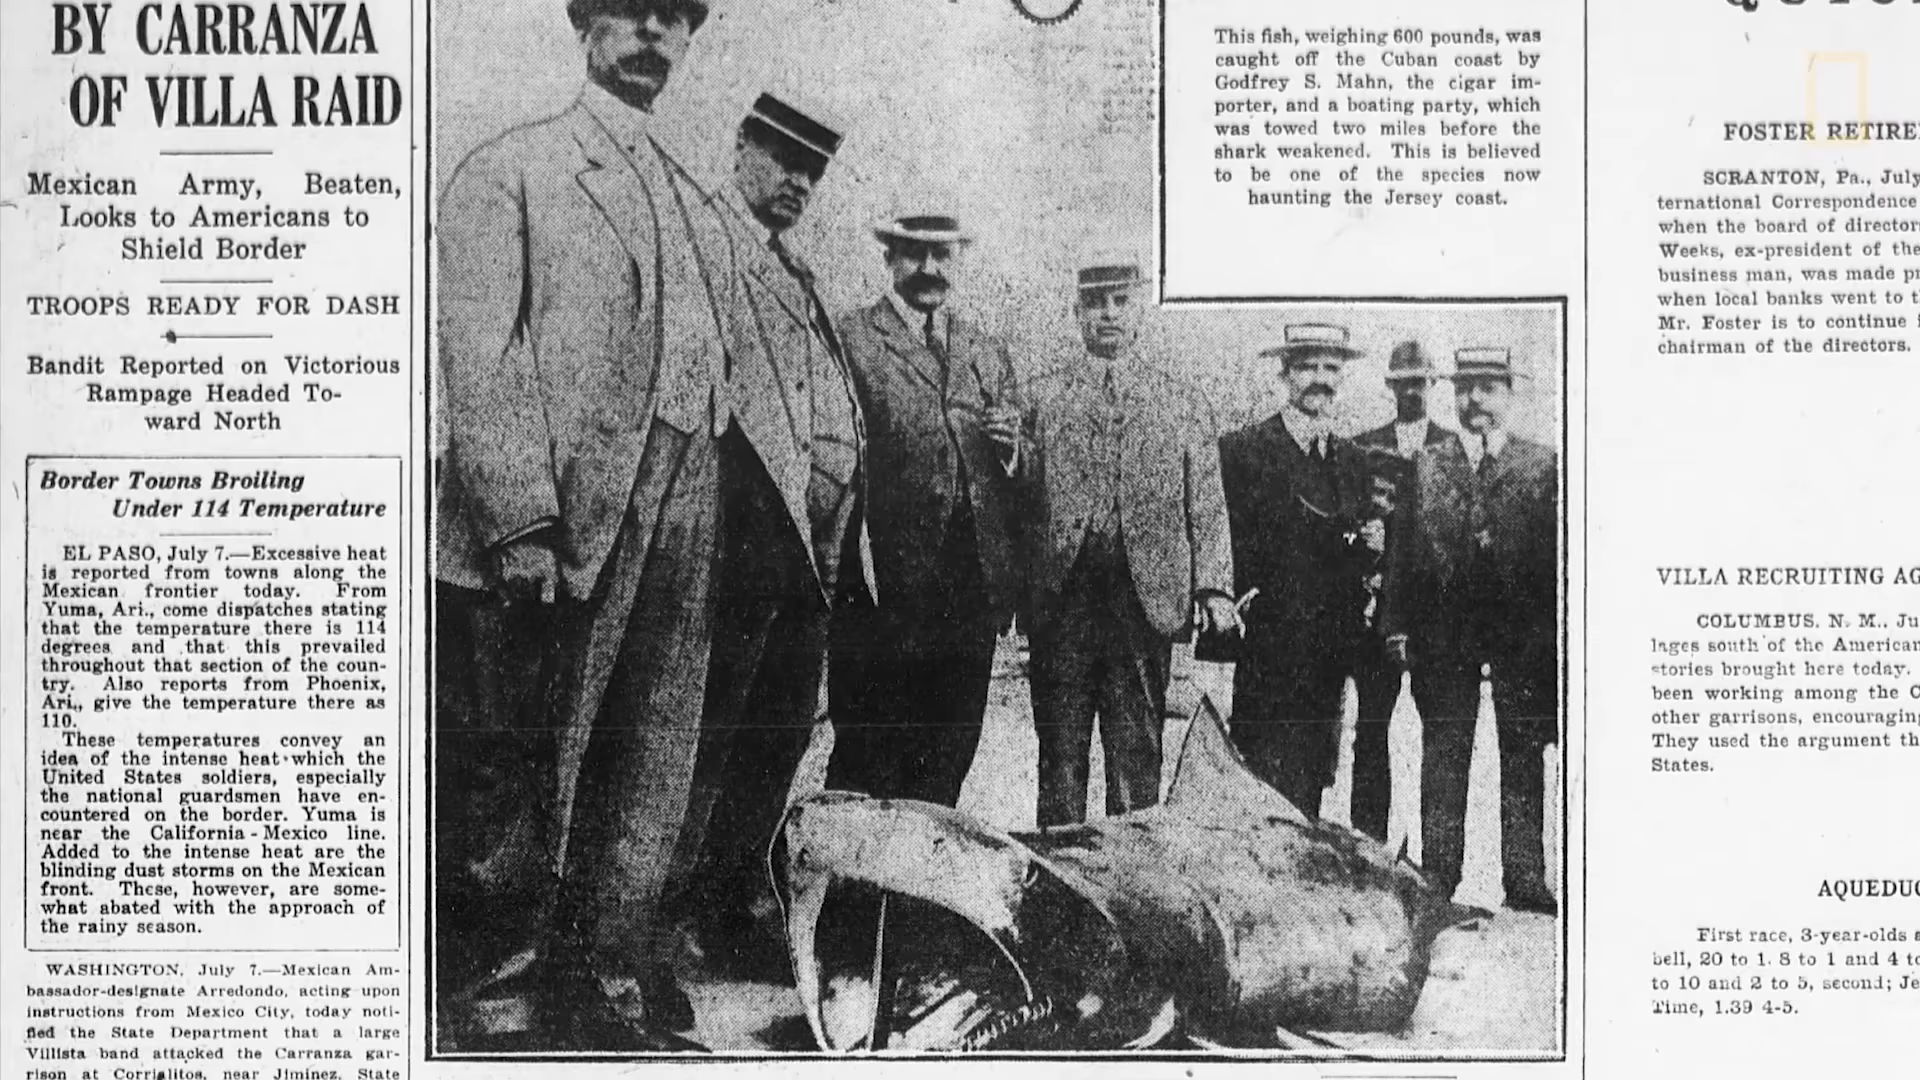 BY CARRANZA
OF VILLA RAID
Mexican Army, Beaten,
Looks to Americans to
Shield Border
TROOPS READY FOR DASH
Bandit Reported on Victorious
Rampage Headed To-
ward North
Border Towns Broiling
Under 114 Temperature
EL PASO, July 7.—Excessive heat
is reported from towns along the
Mexican frontier today. From
Yuma, Ari., come dispatches stating
that the temperature there is 114
degrees and that this prevailed
throughout that section of the coun-
try. Also reports from Phoenix,
Ari., give the temperature there as
110.
These temperatures convey an
idea of the intense heat which the
United States soldiers, especially
the national guardsmen have en-
countered on the border. Yuma is
near the California-Mexico line.
Added to the intense heat are the
blinding dust storms on the Mexican
front. These, however, are some-
what abated with the approach of
the rainy season.
WASHINGTON, July 7.—Mexican Am-
bassador-designate Arredondo, acting upon
instructions from Mexico City, today noti-
fied the State Department that a large
Villista band attacked the Carranza gar-
rison at Corrialitos, near Jiminez, State
This fish, weighing 600 pounds, was
caught off the Cuban coast by
Godfrey S. Mahn, the cigar im-
porter, and a boating party, which
was towed two miles before the
shark weakened. This is believed
to be one of the species now
haunting the Jersey coast.
FOSTER RETIRE
SCRANTON, Pa., July
ternational Correspondence
when the board of director
Weeks, ex-president of the
business man, was made pr
when local banks went to t
Mr. Foster is to continue
chairman of the directors.
VILLA RECRUITING AG
COLUMBUS, N. M., Ju
lages south of the American
stories brought here today.
been working among the C
other garrisons, encouraging
They used the argument th
States.
AQUEDUC
First race, 3-year-olds a
bell, 20 to 1. 8 to 1 and 4 to
to 10 and 2 to 5, second; Je
Time, 1.39 4-5.